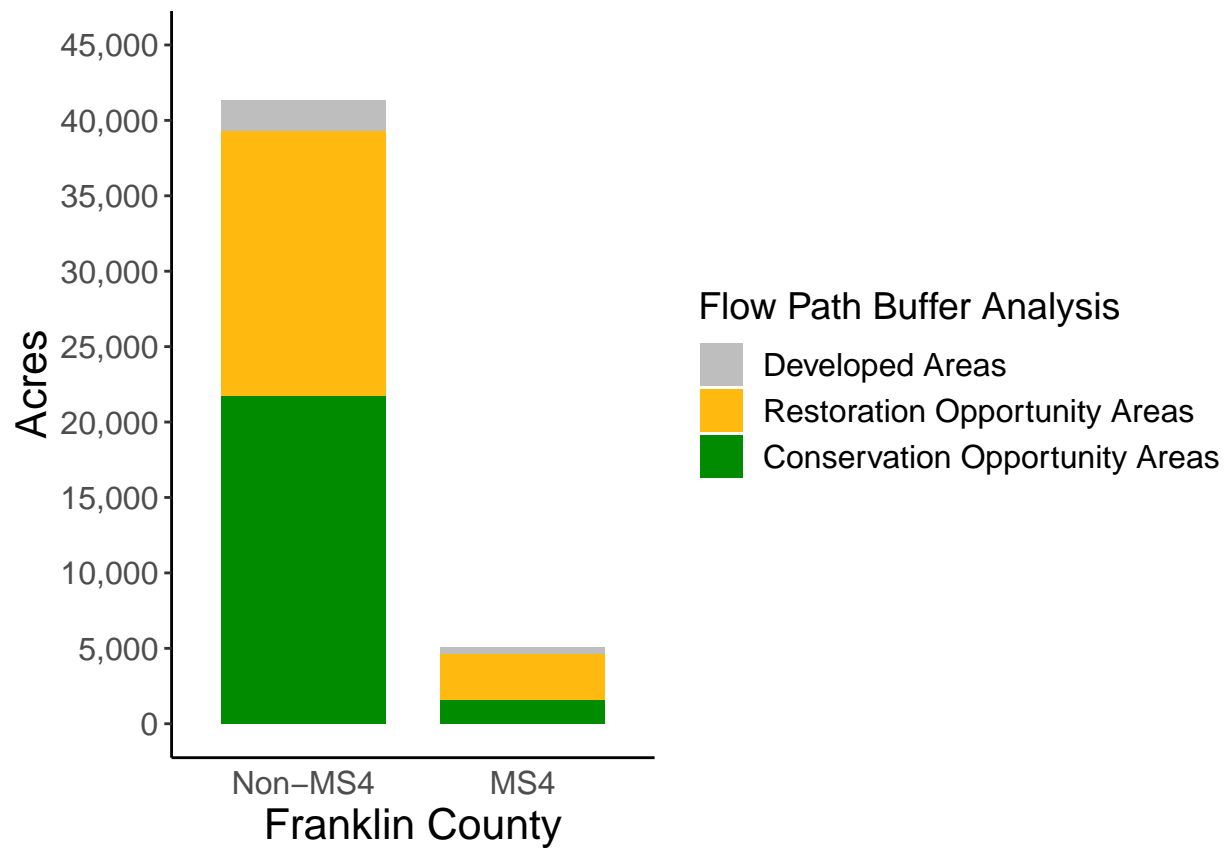 45,000
40,000
35,000
30,000
25,000
20,000
15,000
10,000
5,000
0
Acres
Non−MS4 MS4
Franklin County
Flow Path Buffer Analysis
Developed Areas
Restoration Opportunity Areas
Conservation Opportunity Areas